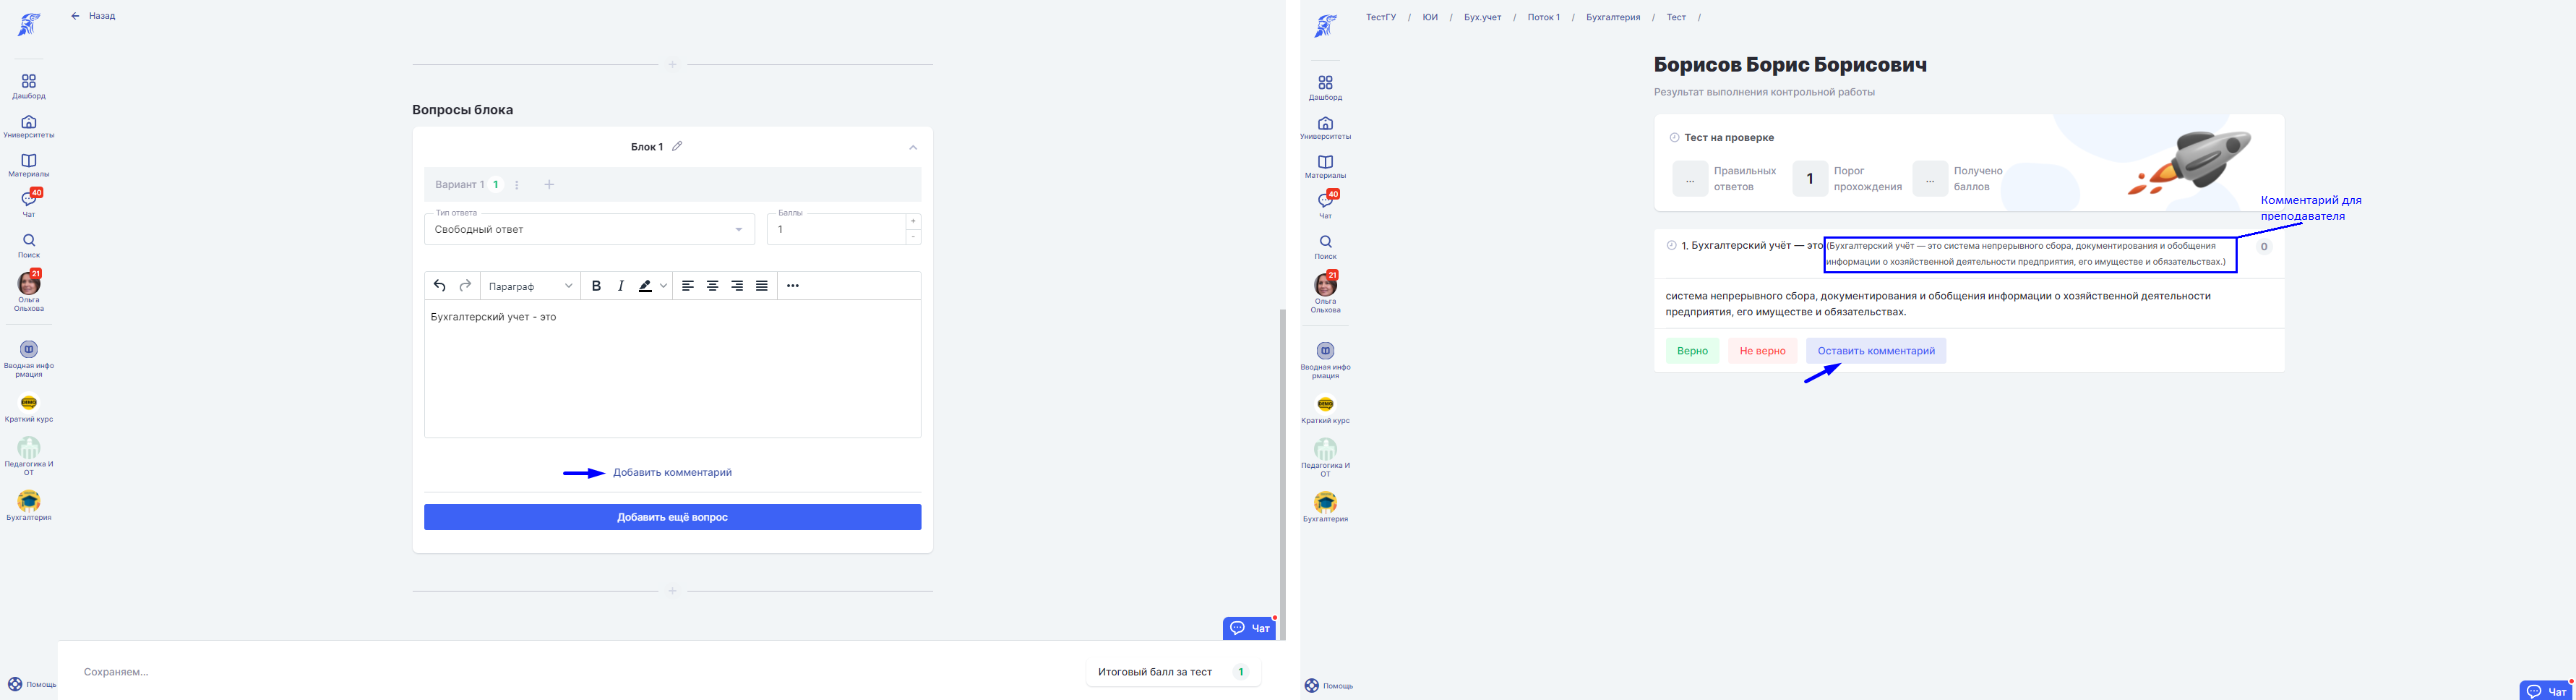 Назад
Дашборд
Университеты
Материалы
40
Чат
Поиск
21
Ольга
Ольхова
Вводная инфо
рмация
Краткий курс
Педагогика И
ОТ
Бухгалтерия
Помощь
Вопросы блока
Блок 1
Вариант 1 1
Тип ответа
Свободный ответ
Баллы
1
+
-
Параграф
B I
Бухгалтерский учет - это
Добавить комментарий
Добавить ещё вопрос
Чат
Сохраняем...
Итоговый балл за тест 1
ТестГУ / ЮИ / Бух.учет / Поток 1 / Бухгалтерия / Тест /
Дашборд
Университеты
Материалы
40
Чат
Поиск
21
Ольга
Ольхова
Вводная инфо
рмация
Краткий курс
Педагогика И
ОТ
Бухгалтерия
Помощь
Борисов Борис Борисович
Результат выполнения контрольной работы
Тест на проверке
... Правильных
ответов
1 Порог
прохождения
... Получено
баллов
Комментарий для
преподавателя
1. Бухгалтерский учёт — это (Бухгалтерский учёт — это система непрерывного сбора, документирования и обобщения
информации о хозяйственной деятельности предприятия, его имуществе и обязательствах.)
0
система непрерывного сбора, документирования и обобщения информации о хозяйственной деятельности
предприятия, его имуществе и обязательствах.
Верно
Не верно
Оставить комментарий
Чат